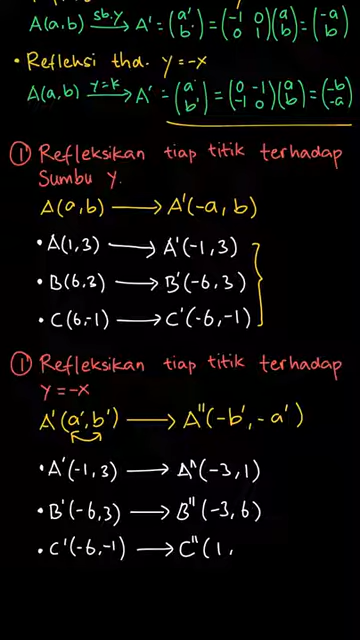 A(a,b) sb.y → A' = (a' b') = (-1 0 0 1)(a b) = (-a b)
• Refleksi thd. y=-x
A(a,b) y=k → A' = (a' b') = (0 -1 -1 0)(a b) = (-b -a)
1' Refleksikan tiap titik terhadap
Sumbu y.
A(a,b) → A'(-a, b)
• A(1,3) → A'(-1,3)
• B(6,3) → B'(-6,3)
• C(6,-1) → C'(-6,-1)
1' Refleksikan tiap titik terhadap
y=-x
A'(a',b') → A''(-b',-a')
• A'(-1,3) → A''(-3,1)
• B'(-6,3) → B''(-3,6)
• C'(-6,-1) → C''(1,